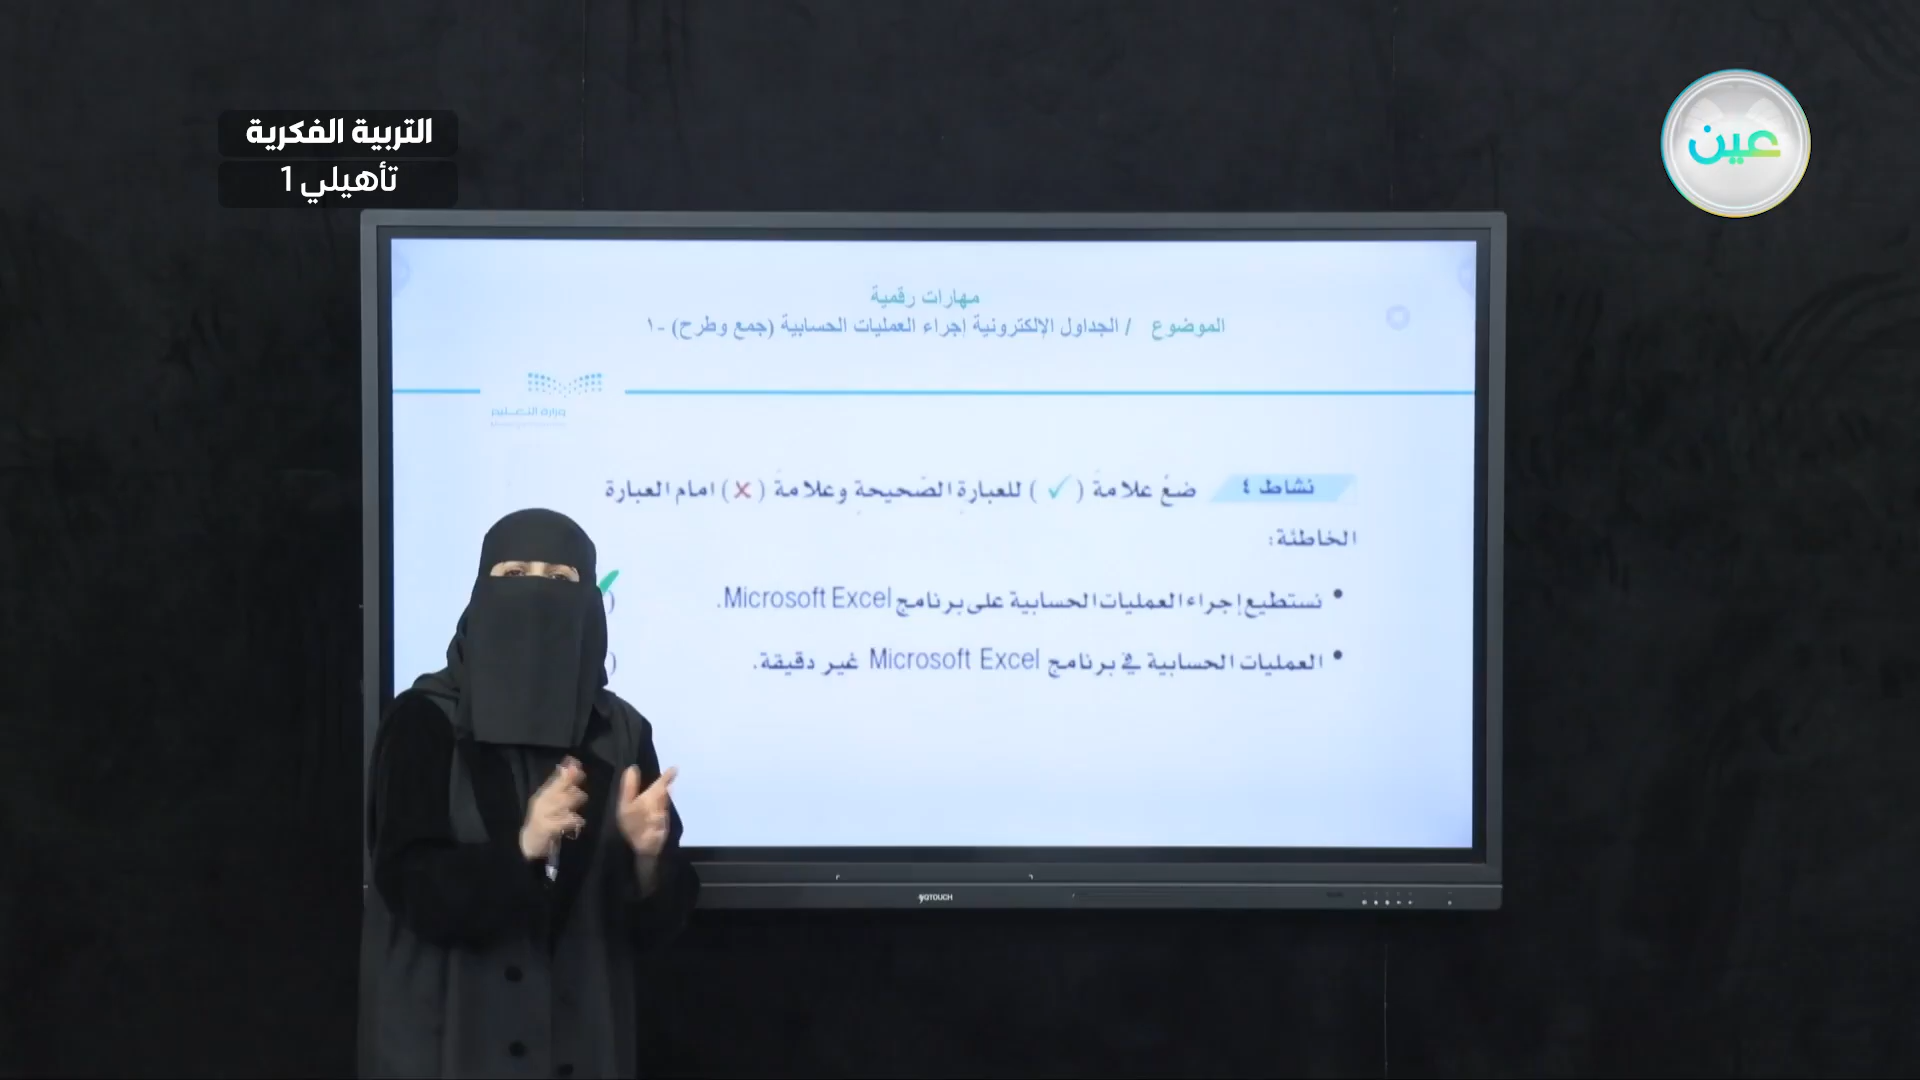 التربية الفكرية
تأهيلي 1
عين
مهارات رقمية
الموضوع / الجداول الإلكترونية إجراء العمليات الحسابية (جمع وطرح) -١
وزارة التعليم
نشاط ٤ ضعْ علامةَ (✓) للعبارةِ الصّحيحةِ وعلامةَ (✗) امام العبارة
الخاطئة:
• نستطيع إجراء العمليات الحسابية على برنامج Microsoft Excel. (✓
• العمليات الحسابية في برنامج Microsoft Excel غير دقيقة. (
IQTOUCH